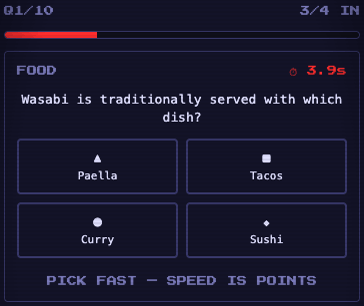 Q1/10 3/4 IN
FOOD 3.9s
Wasabi is traditionally served with which
dish?
Paella Tacos
Curry Sushi
PICK FAST — SPEED IS POINTS